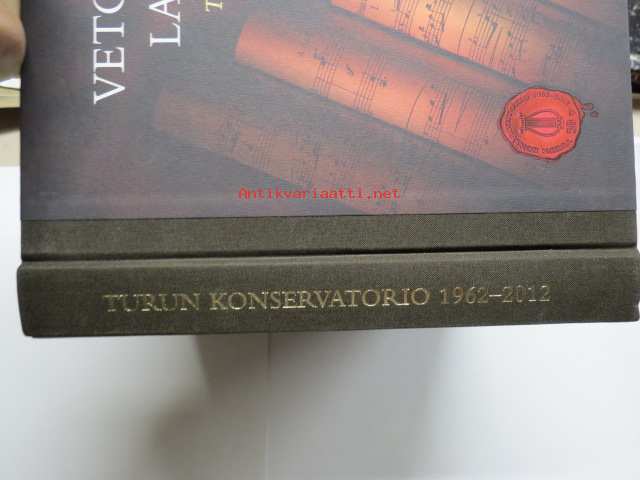 VETO
LA
T
Antikvariaatti.net
TURUN KONSERVATORIO 1962–2012